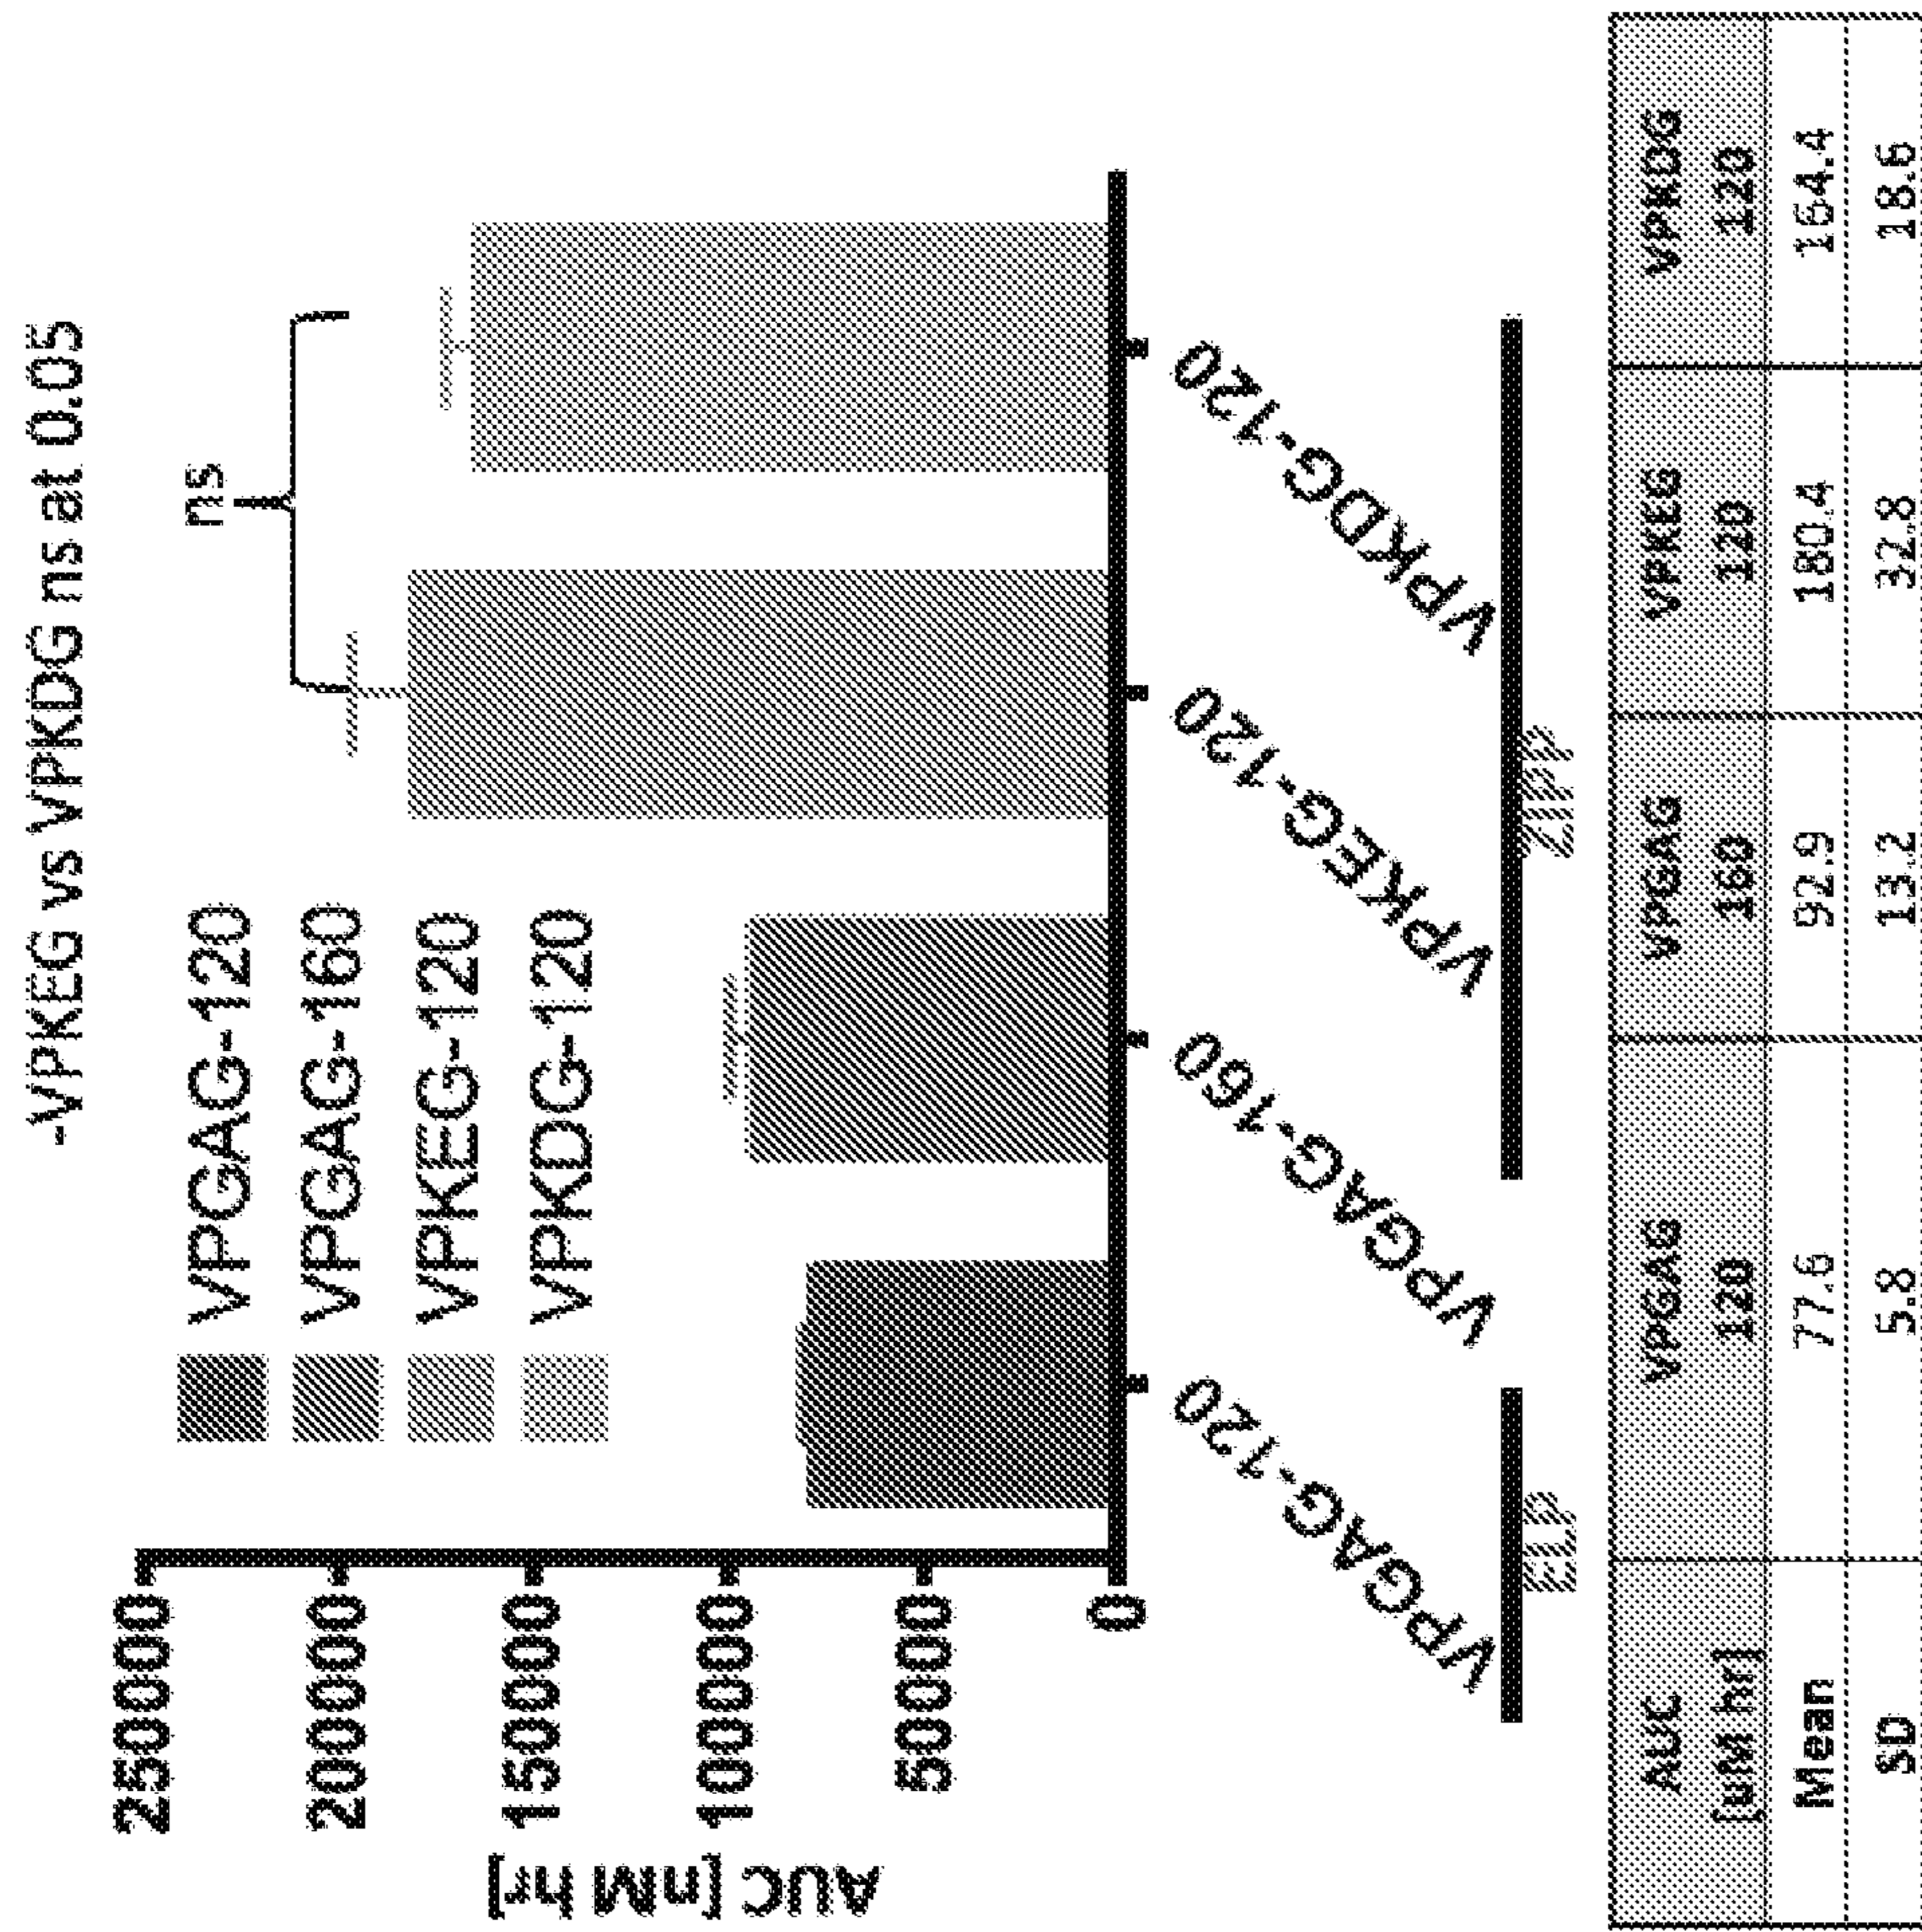 -VPKEG vs VPKDG ns at 0.05
ns
VPGAG-120
VPGAG-160
VPKEG-120
VPKDG-120
AUC [nM hr]
250000
200000
150000
100000
50000
0
VPGAG-120
VPGAG-160
VPKEG-120
VPKDG-120
ELP
ZIPP
AUC [uM hr] VPGAG 120 VPGAG 160 VPKEG 120 VPKDG 120
Mean 77.6 92.9 180.4 164.4
SD 5.8 13.2 32.8 18.6